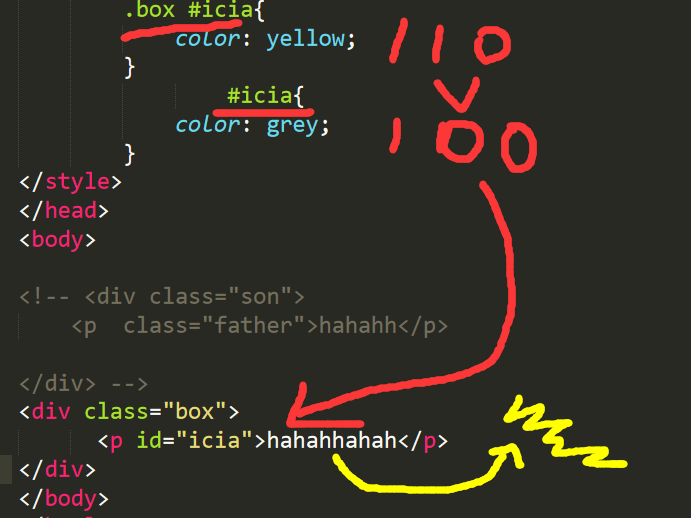 .box #icia{
color: yellow;
}
#icia{
color: grey;
}
</style>
</head>
<body>
<!-- <div class="son">
<p  class="father">hahahh</p>
</div> -->
<div class="box">
<p id="icia">hahahhahah</p>
</div>
</body>
110
V
100